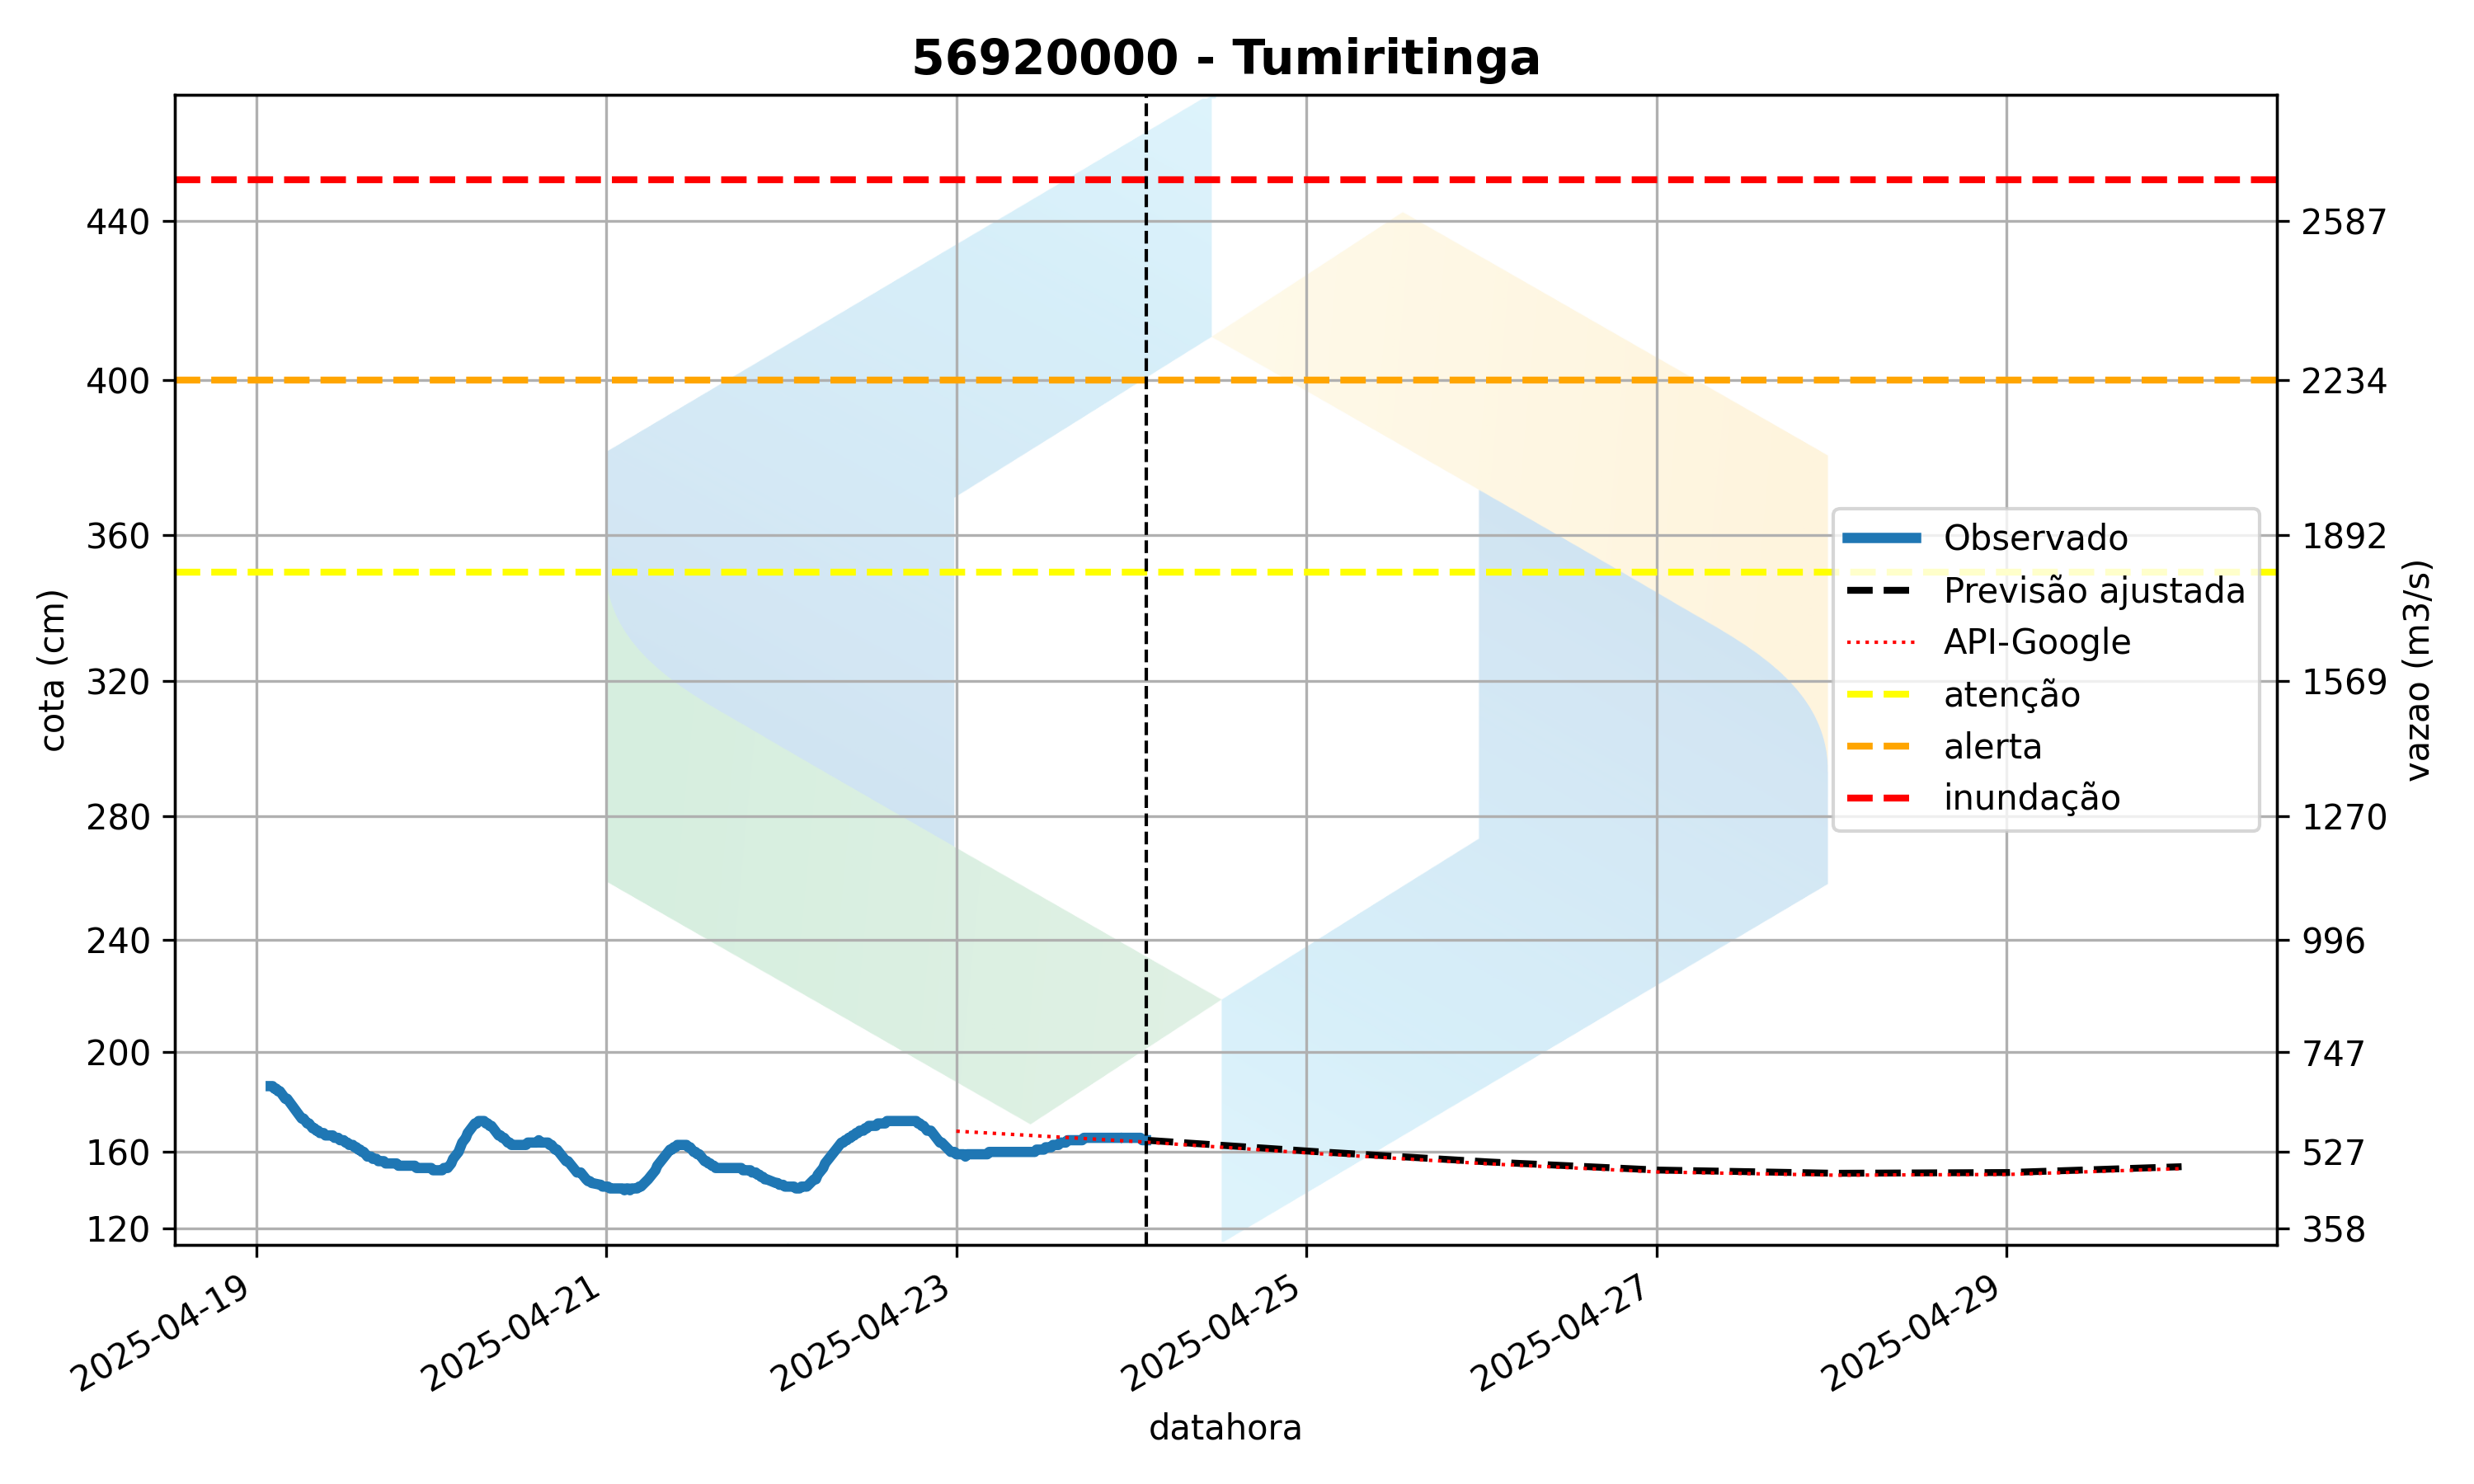 56920000 - Tumiritinga
cota (cm)
440
400
360
320
280
240
200
160
120
2587
2234
1892
1569
1270
996
747
527
358
vazao (m3/s)
Observado
Previsão ajustada
API-Google
atenção
alerta
inundação
2025-04-19
2025-04-21
2025-04-23
2025-04-25
2025-04-27
2025-04-29
datahora